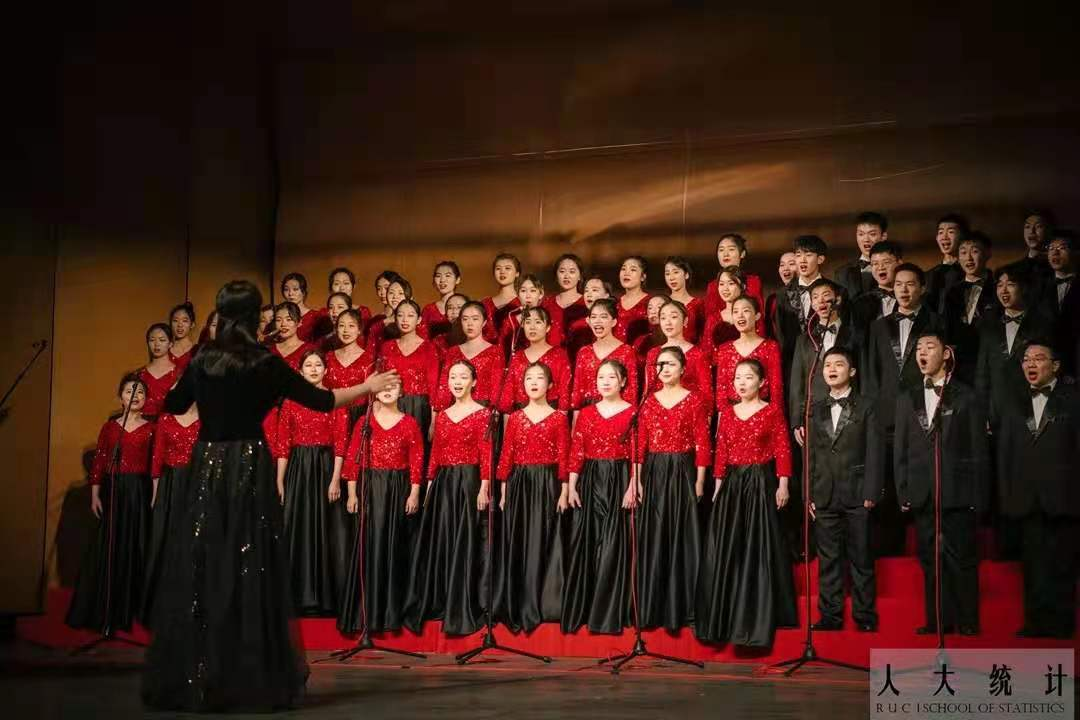 人大统计
RUC | SCHOOL OF STATISTICS